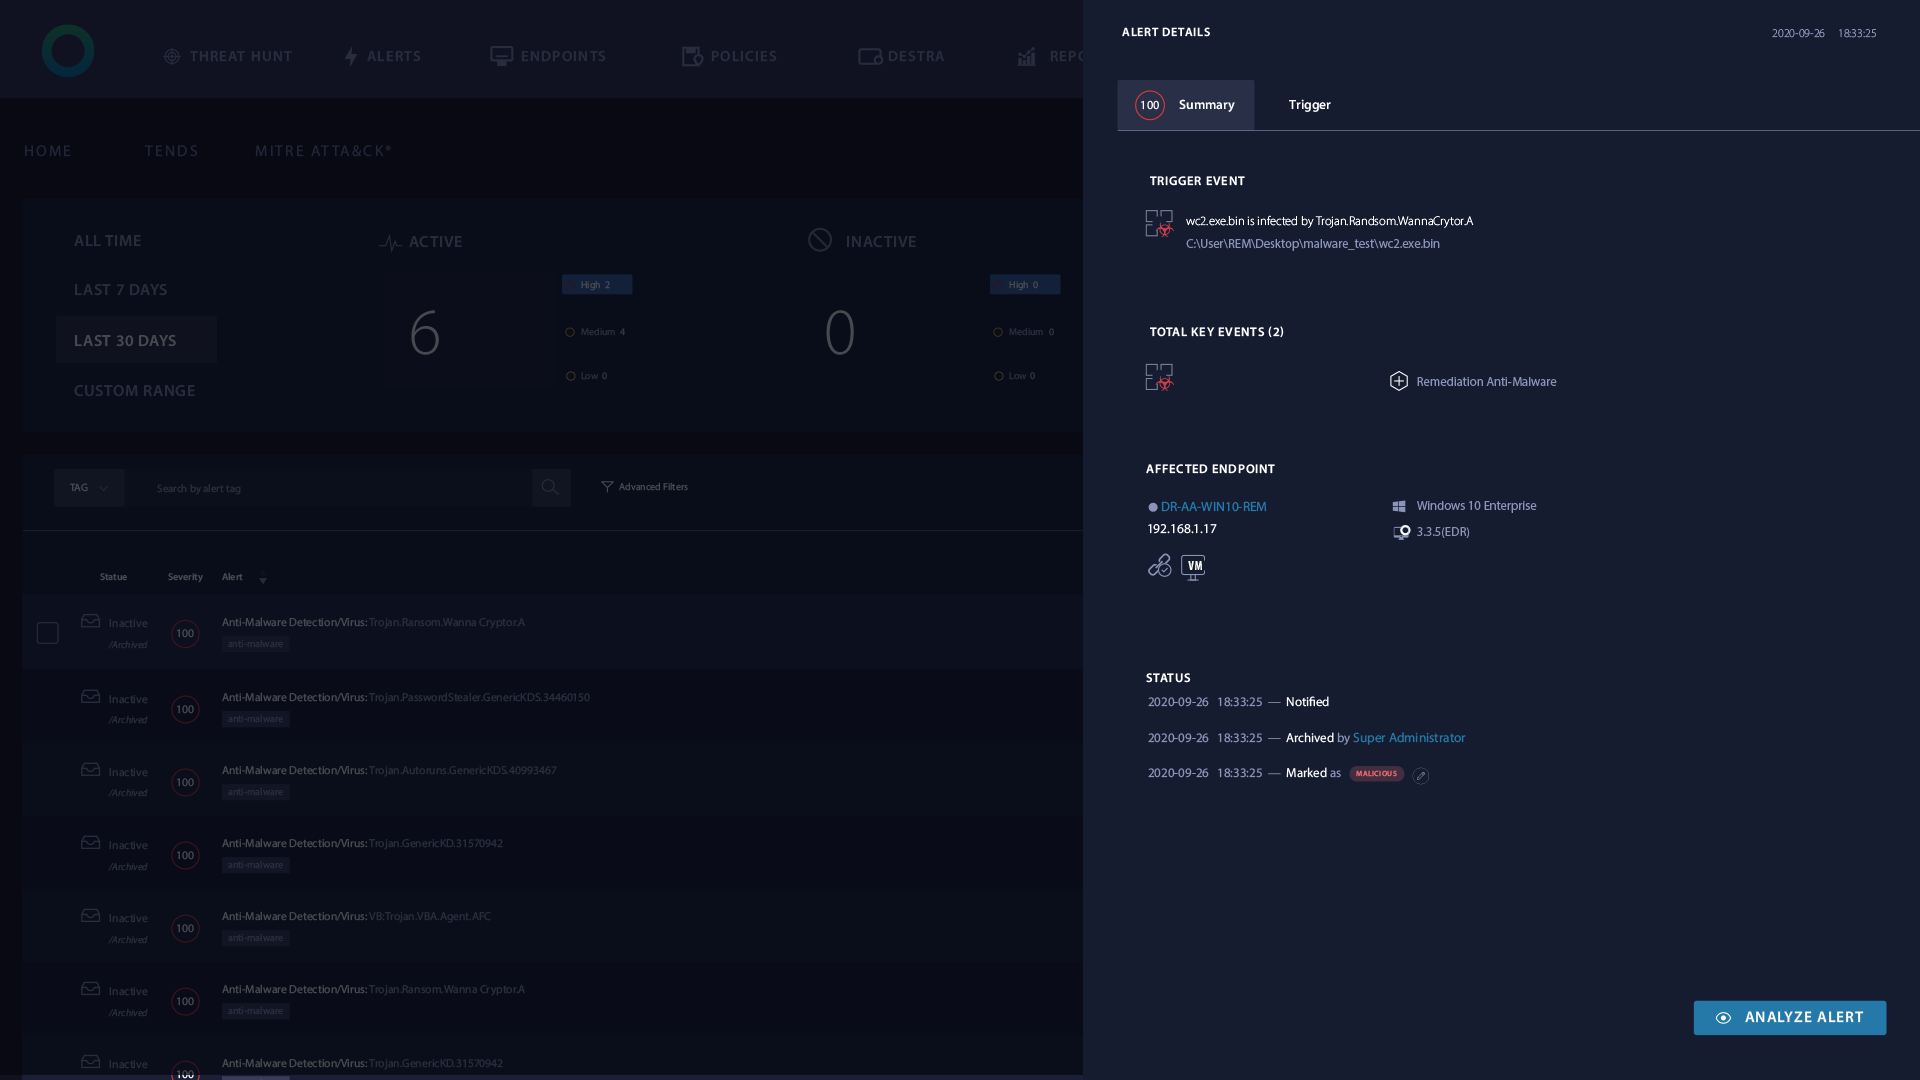 THREAT HUNT
ALERTS
ENDPOINTS
POLICIES
DESTRA
REPO
HOME
TENDS
MITRE ATTA&CK*
ALL TIME
LAST 7 DAYS
LAST 30 DAYS
CUSTOM RANGE
ACTIVE
6
High 2
Medium 4
Low 0
INACTIVE
0
High 0
Medium 0
Low 0
TAG
Search by alert tag
Advanced Filters
Statue Severity Alert
Inactive
/Archived
100
Anti-Malware Detection/Virus: Trojan.Ransom.Wanna Cryptor.A
anti-malware
Inactive
/Archived
100
Anti-Malware Detection/Virus: Trojan.PasswordStealer.GenericKDS.34460150
anti-malware
Inactive
/Archived
100
Anti-Malware Detection/Virus: Trojan.Autoruns.GenericKDS.40993467
anti-malware
Inactive
/Archived
100
Anti-Malware Detection/Virus: Trojan.GenericKD.31570942
anti-malware
Inactive
/Archived
100
Anti-Malware Detection/Virus: VB:Trojan.VBA.Agent.AFC
anti-malware
Inactive
/Archived
100
Anti-Malware Detection/Virus: Trojan.Ransom.Wanna Cryptor.A
anti-malware
Inactive
100
Anti-Malware Detection/Virus: Trojan.GenericKD.31570942
ALERT DETAILS
2020-09-26 18:33:25
100 Summary
Trigger
TRIGGER EVENT
wc2.exe.bin is infected by Trojan.Randsom.WannaCrytor.A
C:\User\REM\Desktop\malware_test\wc2.exe.bin
TOTAL KEY EVENTS (2)
Remediation Anti-Malware
AFFECTED ENDPOINT
DR-AA-WIN10-REM
192.168.1.17
VM
Windows 10 Enterprise
3.3.5(EDR)
STATUS
2020-09-26 18:33:25 — Notified
2020-09-26 18:33:25 — Archived by Super Administrator
2020-09-26 18:33:25 — Marked as MALICIOUS
ANALYZE ALERT